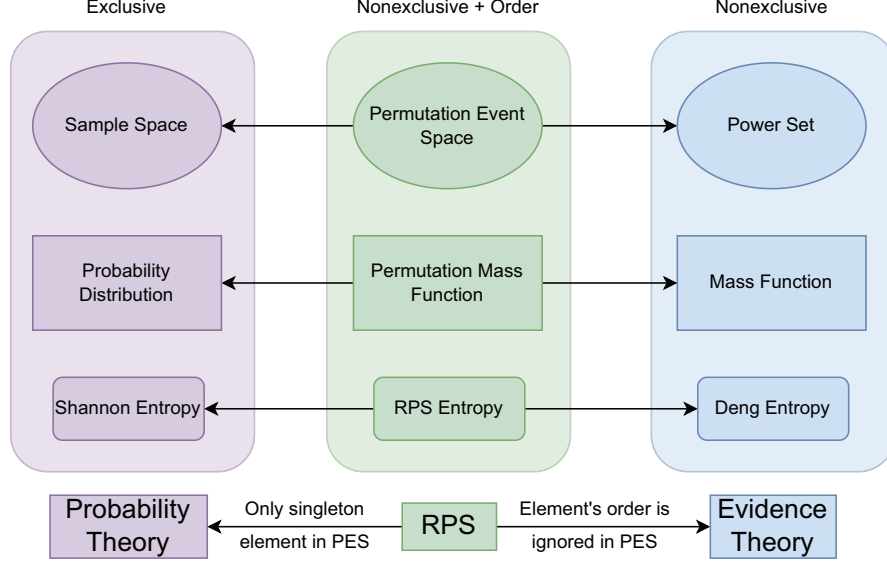 Exclusive
Nonexclusive + Order
Nonexclusive
Sample Space
Permutation Event
Space
Power Set
Probability
Distribution
Permutation Mass
Function
Mass Function
Shannon Entropy
RPS Entropy
Deng Entropy
Probability
Theory
Only singleton
element in PES
RPS
Element's order is
ignored in PES
Evidence
Theory